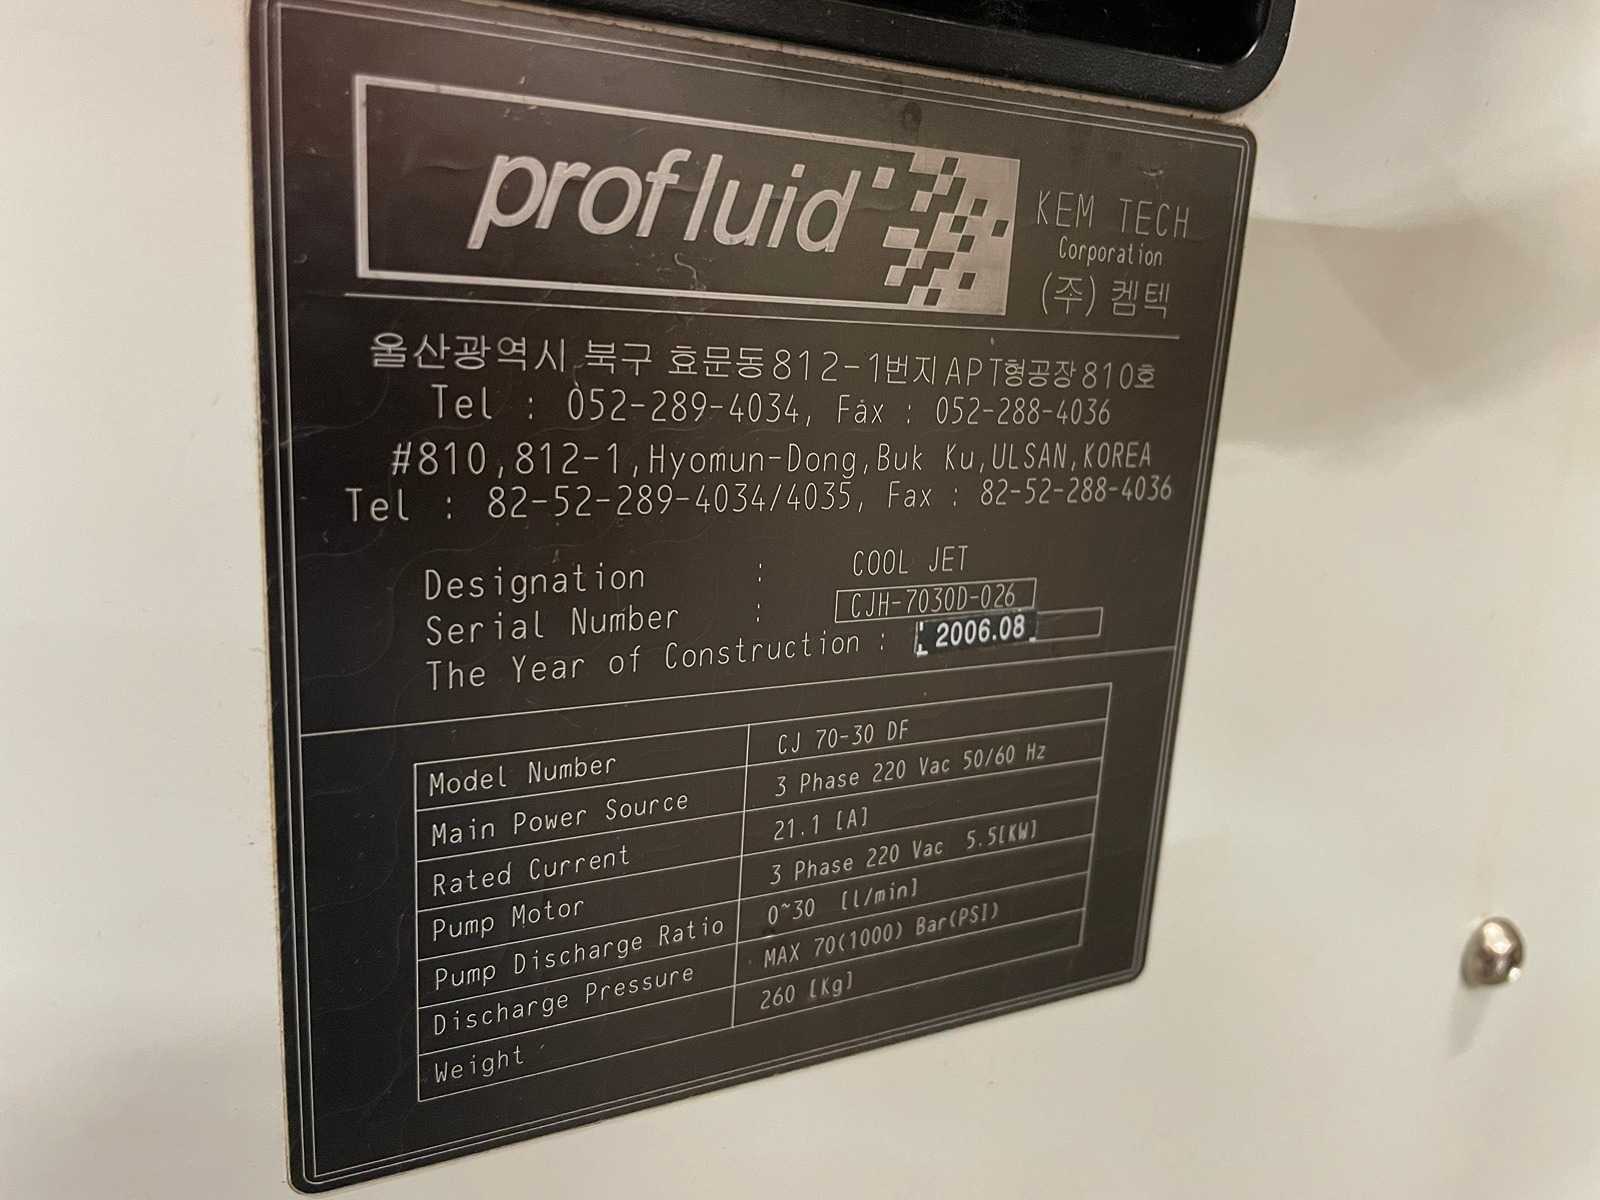 profluid
KEM TECH
Corporation
(주) 켐텍
울산광역시 북구 효문동 812-1번지 APT형공장 810호
Tel : 052-289-4034, Fax : 052-288-4036
#810,812-1,Hyomun-Dong,Buk Ku,ULSAN,KOREA
Tel : 82-52-289-4034/4035, Fax : 82-52-288-4036
Designation : COOL JET
Serial Number : CJH-7030D-026
The Year of Construction : 2006.08
Model Number CJ 70-30 DF
Main Power Source 3 Phase 220 Vac 50/60 Hz
Rated Current 21.1 [A]
Pump Motor 3 Phase 220 Vac 5.5[KW]
Pump Discharge Ratio 0~30 [l/min]
Discharge Pressure MAX 70(1000) Bar(PSI)
Weight 260 [Kg]